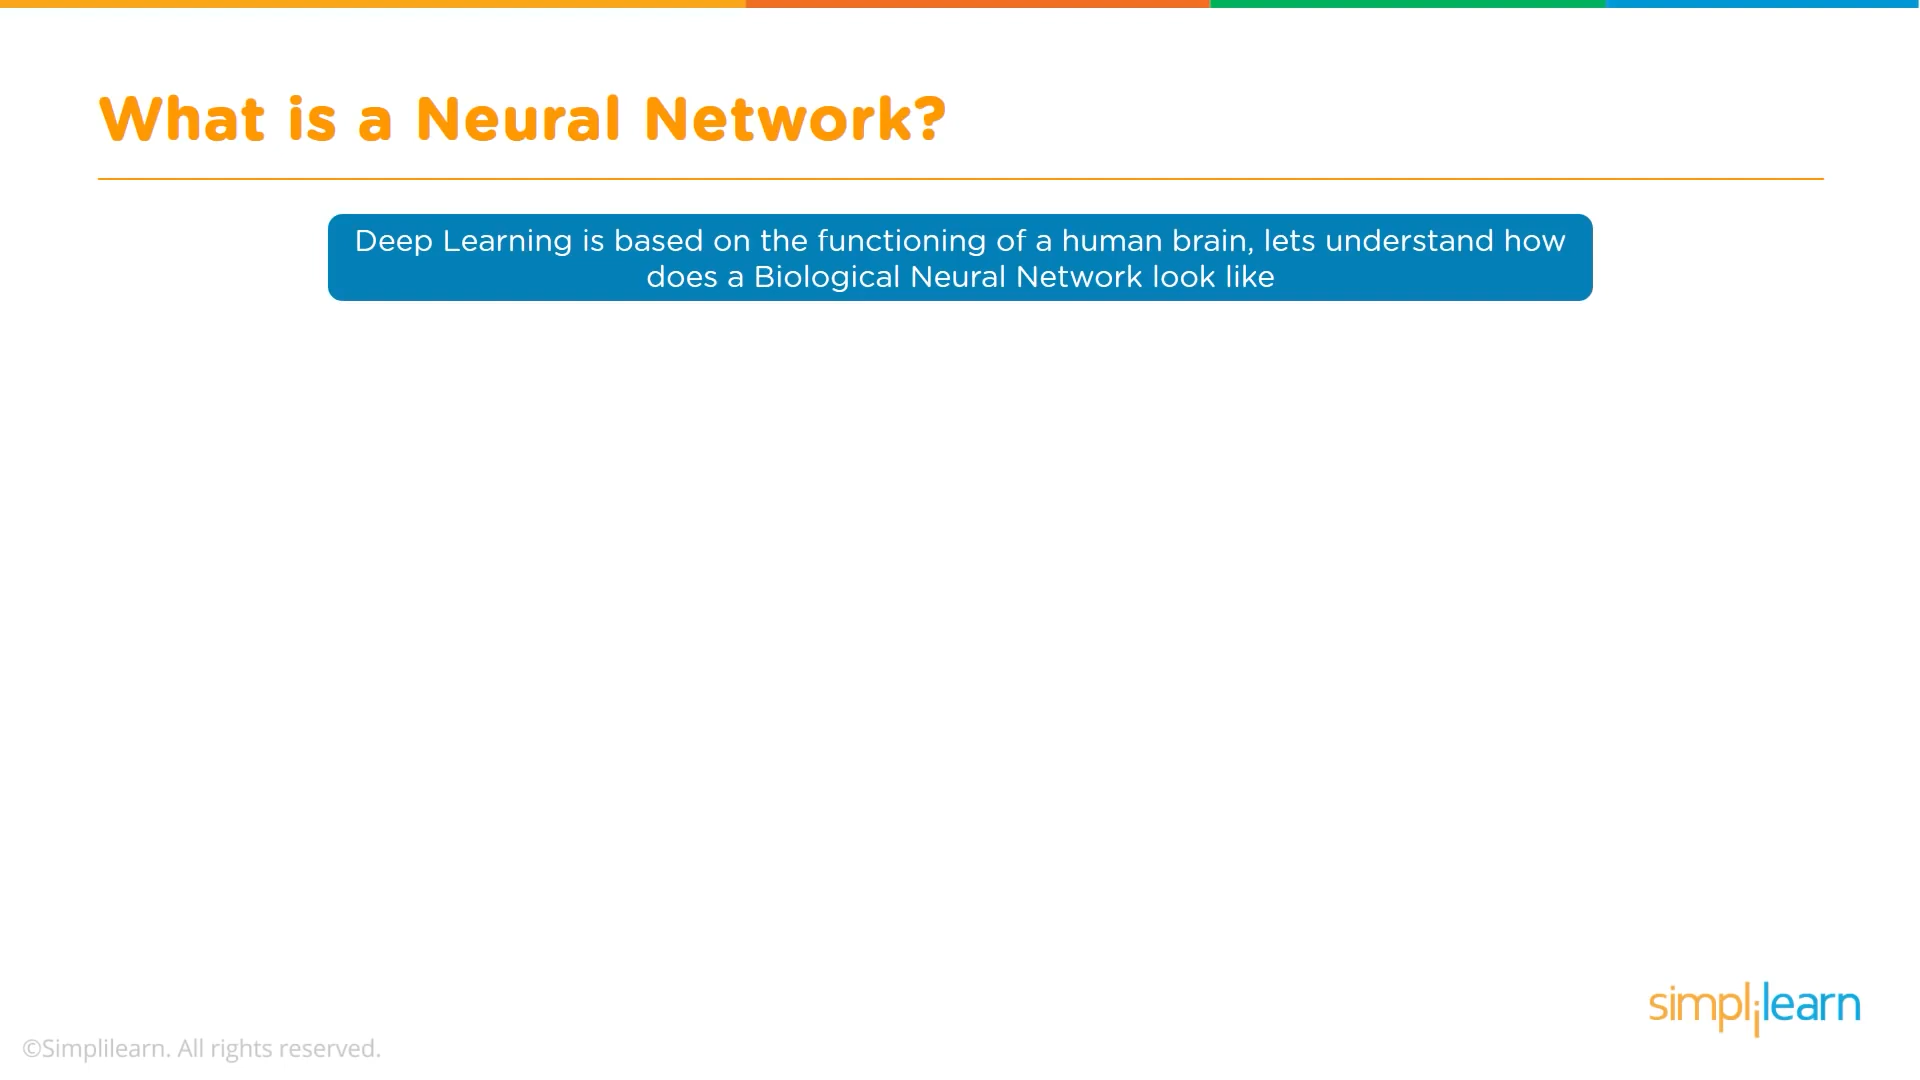 What is a Neural Network?
Deep Learning is based on the functioning of a human brain, lets understand how
does a Biological Neural Network look like
simplilearn
©Simplilearn. All rights reserved.